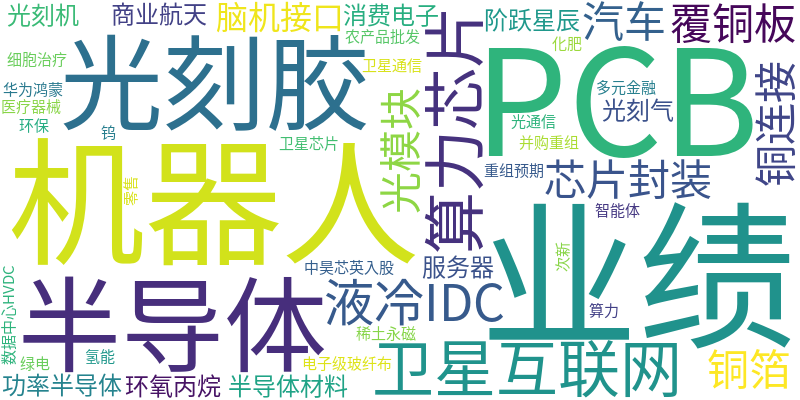 光刻机
商业航天
脑机接口
消费电子
阶跃星辰
汽车
覆铜板
农产品批发
化肥
细胞治疗
光刻胶
卫星通信
算力芯片
PCB
华为鸿蒙
医疗器械
环保
钨
卫星芯片
光模块
多元金融
光刻气
光通信
并购重组
铜连接
机器人
零售
重组预期
芯片封装
智能体
业绩
半导体
中昊芯英入股
服务器
次新
数据中心HVDC
液冷IDC
算力
稀土永磁
绿电
氢能
电子级玻纤布
卫星互联网
铜箔
功率半导体
环氧丙烷
半导体材料